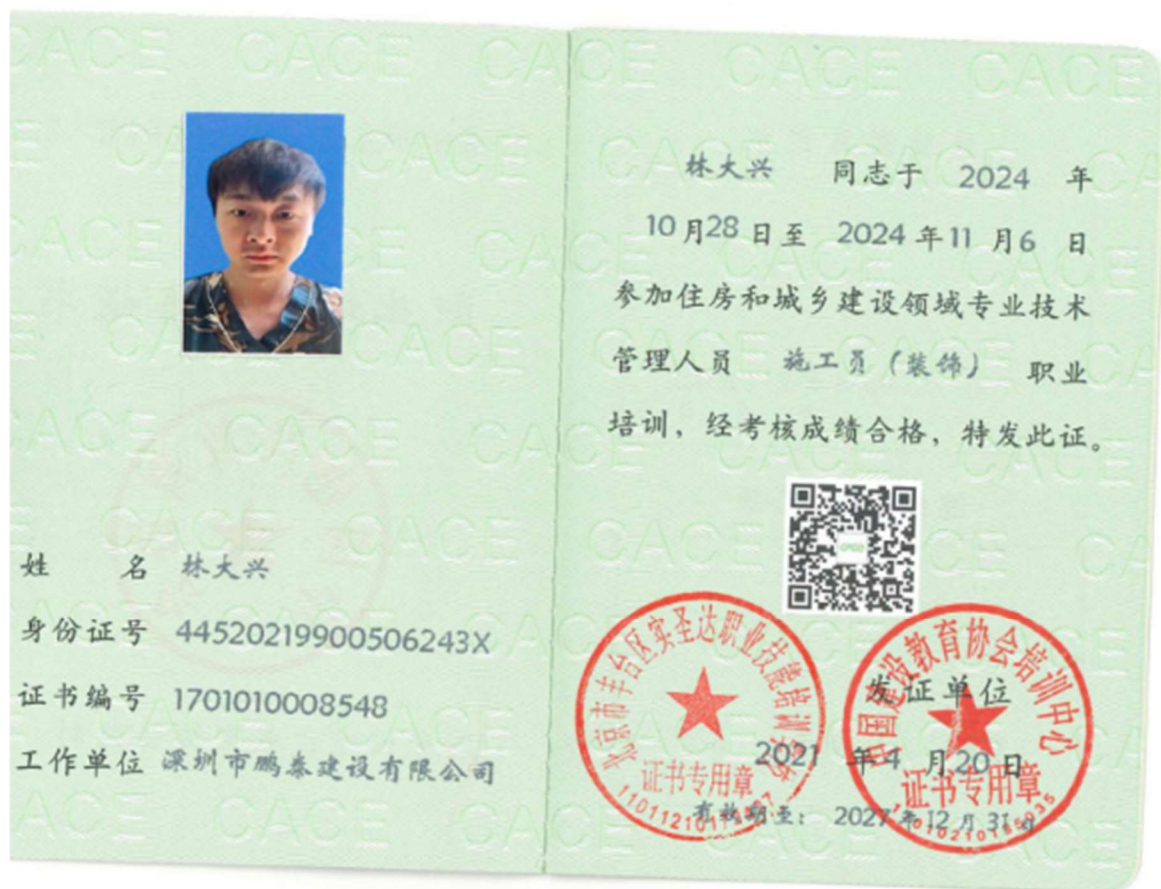 姓 名 林大兴
身份证号 44520219900506243X
证书编号 1701010008548
工作单位 深圳市鹏泰建设有限公司
林大兴 同志于 2024 年
10月28日至 2024年11月6日
参加住房和城乡建设领域专业技术
管理人员 施工员（装饰） 职业
培训，经考核成绩合格，特发此证。
北京市丰台区实圣达职业技能培训学校
证书专用章
中国建设教育协会培训中心
证书专用章
发证单位
2021 年4月20日
有效期至：2027年12月31日
CACE